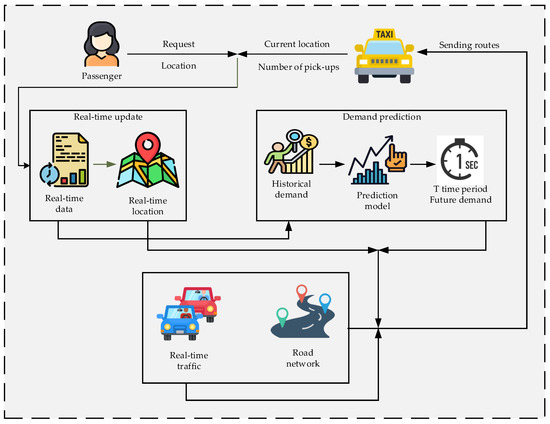 Request
Current location
TAXI
Sending routes
Passenger
Location
Number of pick-ups
Real-time update
Demand prediction
$
1
SEC
Real-time
data
Real-time
location
Historical
demand
Prediction
model
T time period
Future demand
Real-time
traffic
Road
network